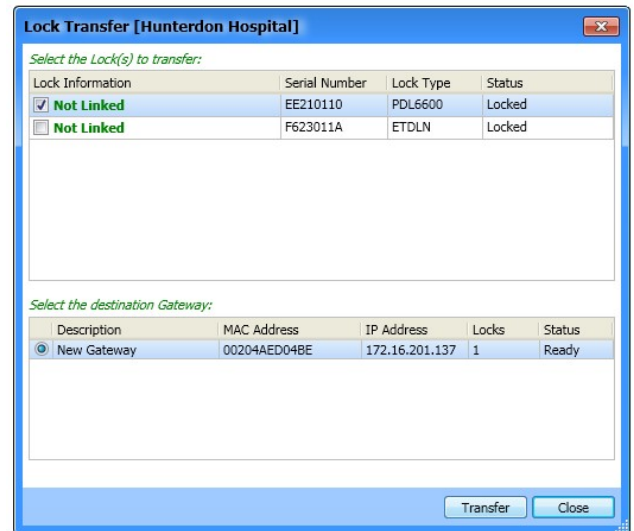 Lock Transfer [Hunterdon Hospital]
Select the Lock(s) to transfer:
Lock Information Serial Number Lock Type Status
Not Linked EE210110 PDL6600 Locked
Not Linked F623011A ETDLN Locked
Select the destination Gateway:
Description MAC Address IP Address Locks Status
New Gateway 00204AED04BE 172.16.201.137 1 Ready
Transfer Close